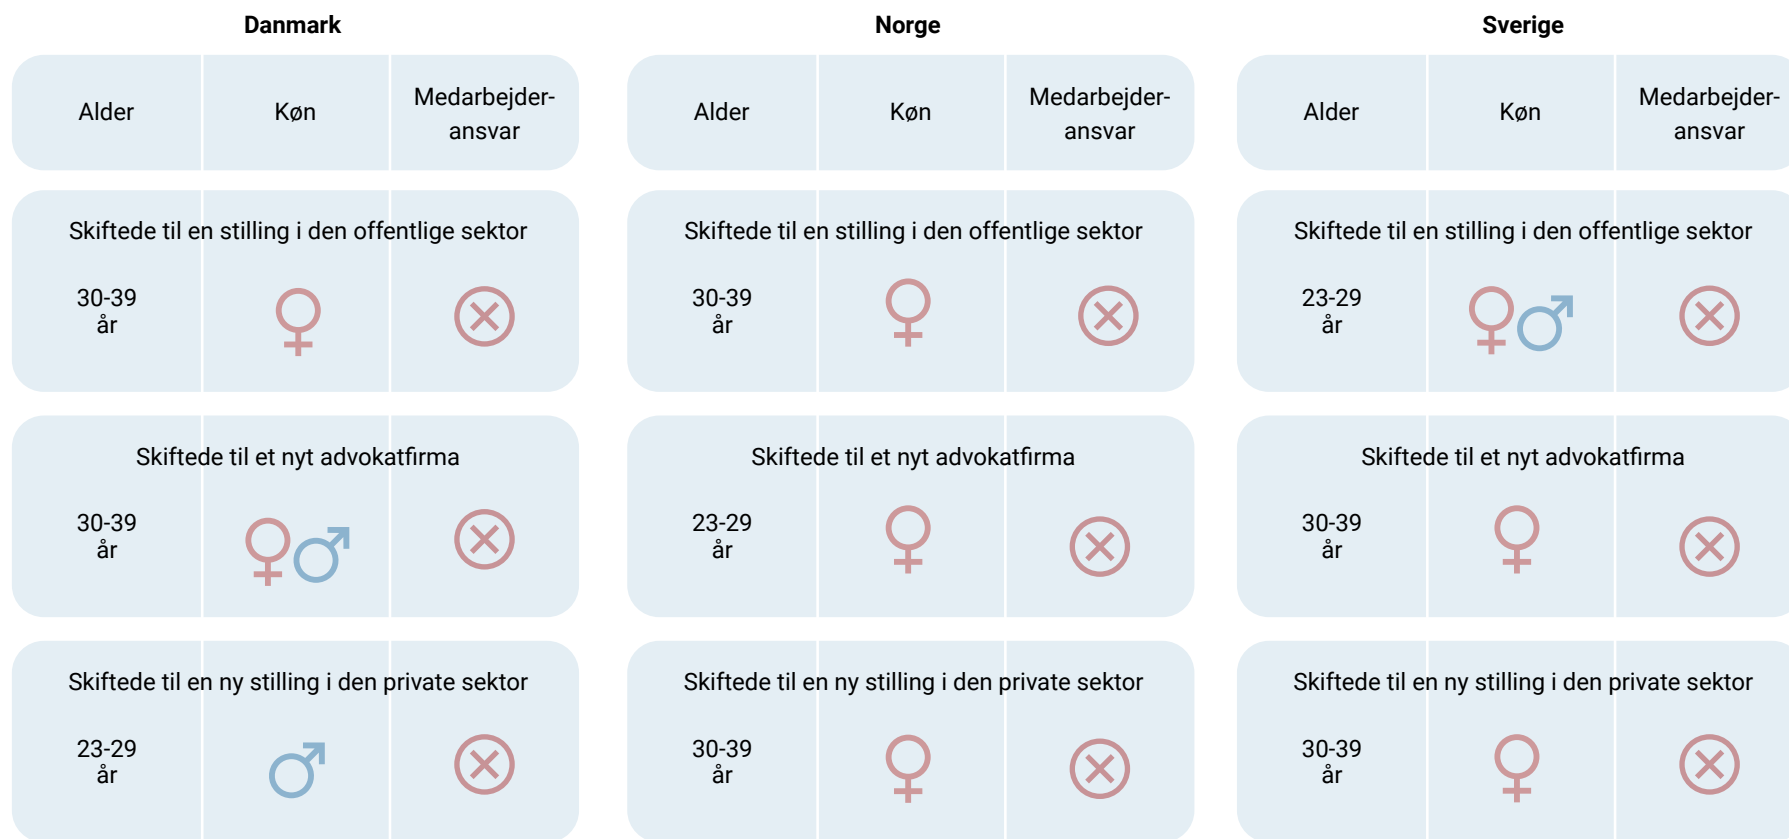 Danmark
Alder
Køn
Medarbejder-
ansvar
Skiftede til en stilling i den offentlige sektor
30-39
år
Skiftede til et nyt advokatfirma
30-39
år
Skiftede til en ny stilling i den private sektor
23-29
år
Norge
Alder
Køn
Medarbejder-
ansvar
Skiftede til en stilling i den offentlige sektor
30-39
år
Skiftede til et nyt advokatfirma
23-29
år
Skiftede til en ny stilling i den private sektor
30-39
år
Sverige
Alder
Køn
Medarbejder-
ansvar
Skiftede til en stilling i den offentlige sektor
23-29
år
Skiftede til et nyt advokatfirma
30-39
år
Skiftede til en ny stilling i den private sektor
30-39
år